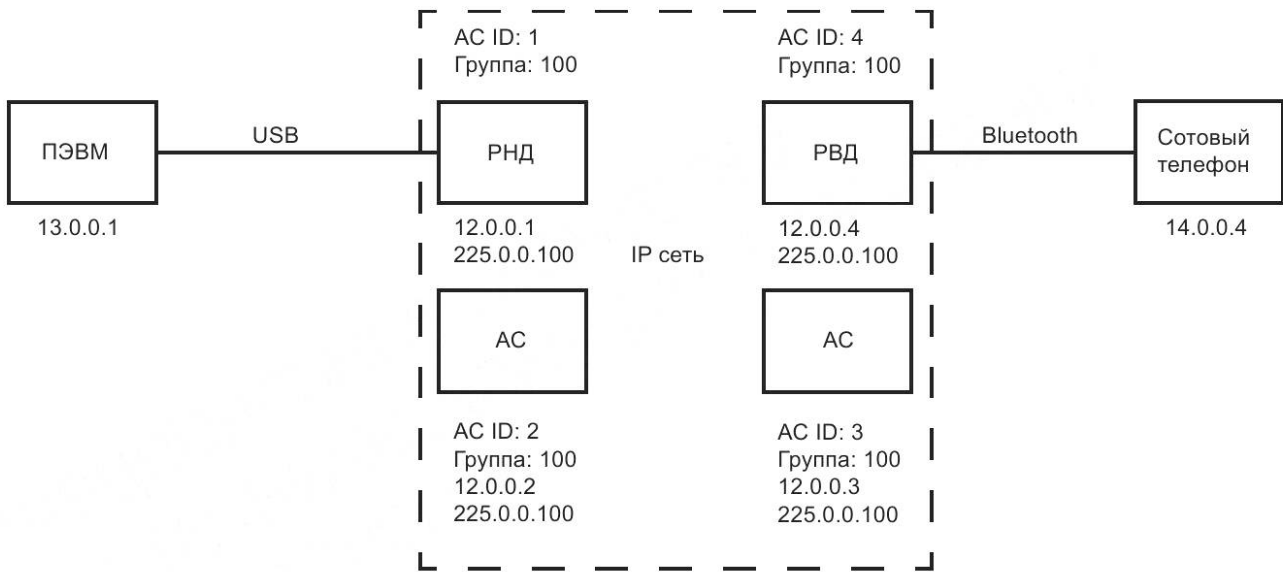 АС ID: 1
Группа: 100
АС ID: 4
Группа: 100
ПЭВМ
USB
РНД
РВД
Bluetooth
Сотовый
телефон
13.0.0.1
12.0.0.1
225.0.0.100
IP сеть
12.0.0.4
225.0.0.100
14.0.0.4
АС
АС
АС ID: 2
Группа: 100
12.0.0.2
225.0.0.100
АС ID: 3
Группа: 100
12.0.0.3
225.0.0.100